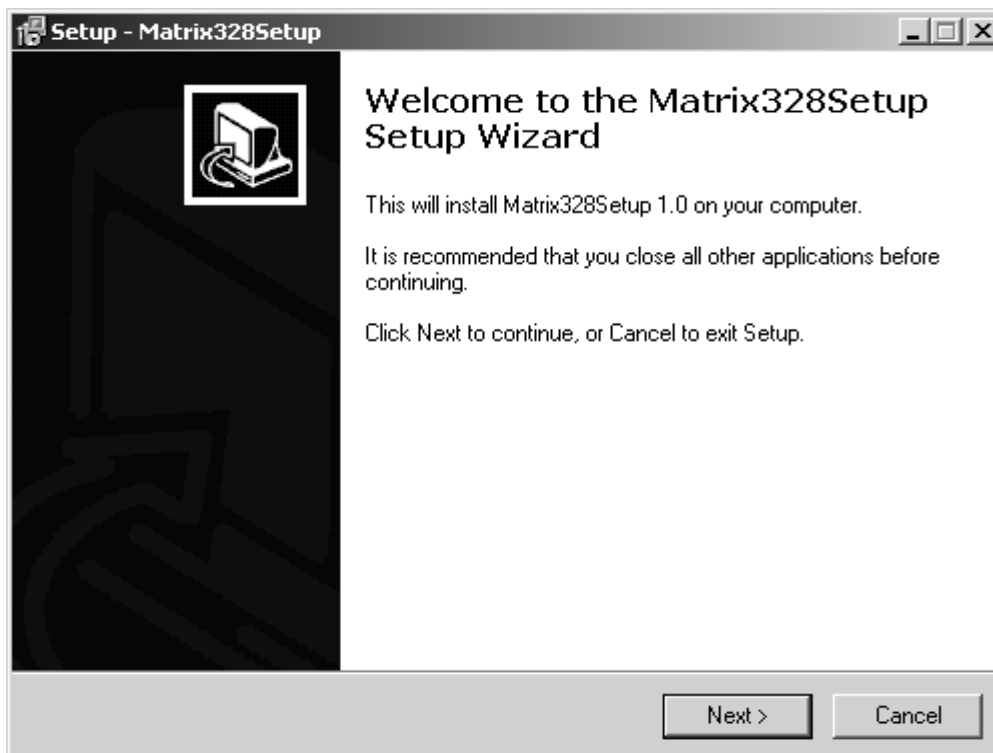 Setup - Matrix328Setup
Welcome to the Matrix328Setup
Setup Wizard
This will install Matrix328Setup 1.0 on your computer.
It is recommended that you close all other applications before
continuing.
Click Next to continue, or Cancel to exit Setup.
Next >
Cancel